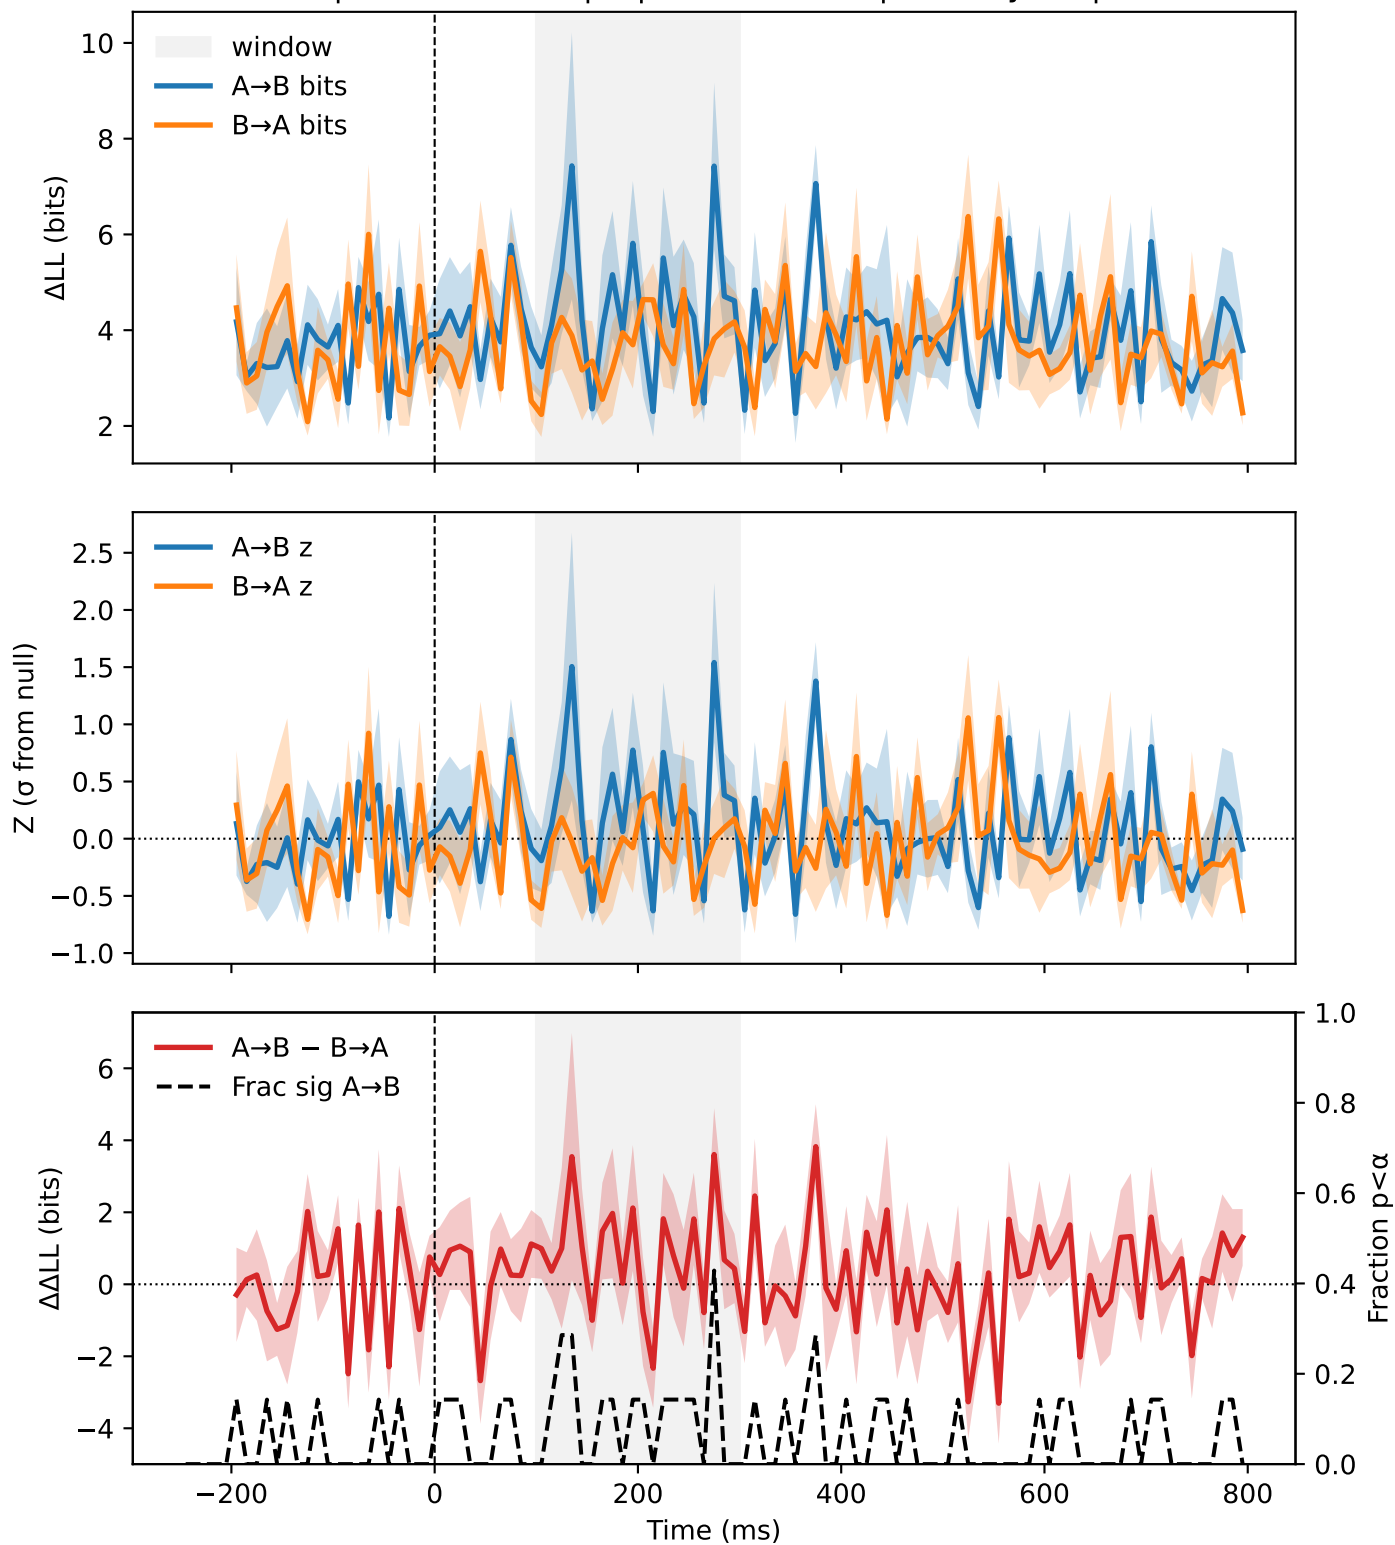 10
8
6
4
2
ΔLL (bits)
window
A→B bits
B→A bits
2.5
2.0
1.5
1.0
0.5
0.0
−0.5
−1.0
Z (σ from null)
A→B z
B→A z
6
4
2
0
−2
−4
ΔΔLL (bits)
A→B − B→A
Frac sig A→B
1.0
0.8
0.6
0.4
0.2
0.0
Fraction p<α
−200 0 200 400 600 800
Time (ms)